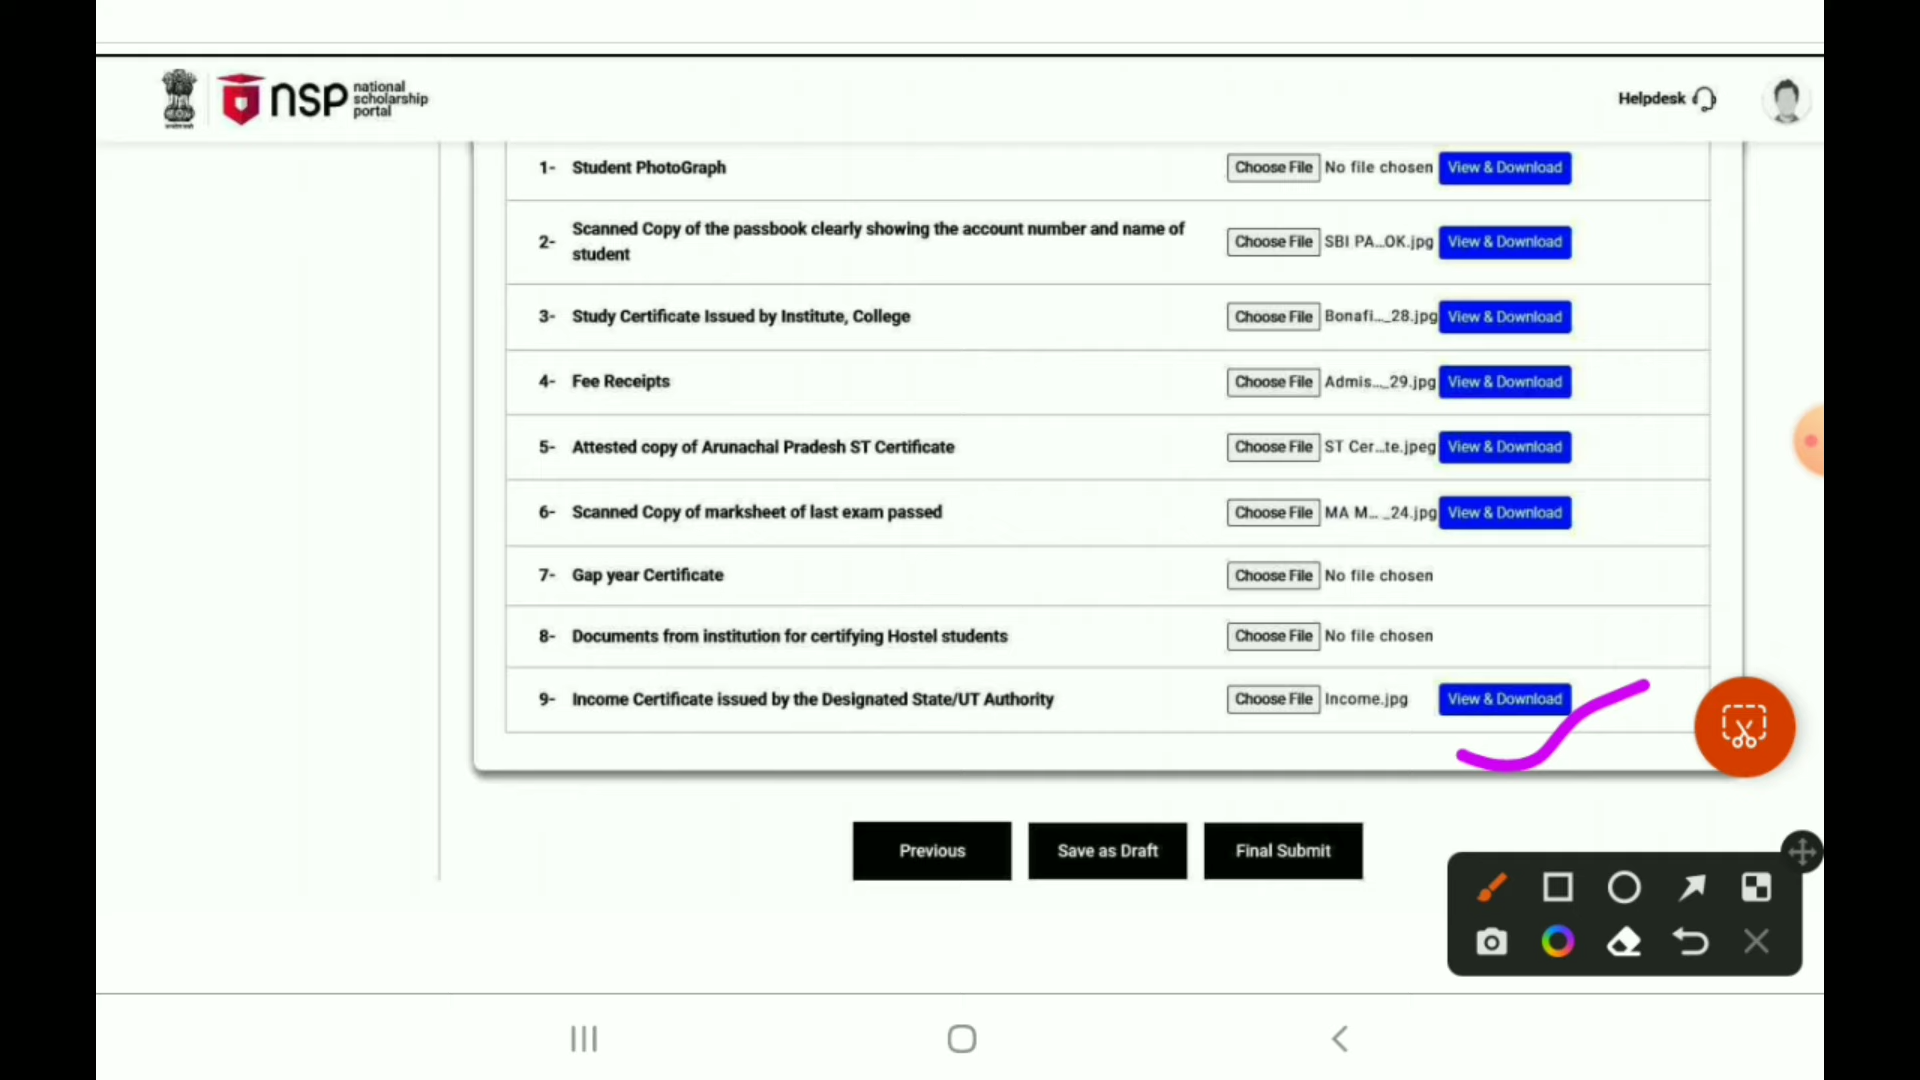 nsp national
scholarship
portal
Helpdesk
1- Student PhotoGraph Choose File No file chosen View & Download
2- Scanned Copy of the passbook clearly showing the account number and name of
student Choose File SBI PA...OK.jpg View & Download
3- Study Certificate Issued by Institute, College Choose File Bonafi..._28.jpg View & Download
4- Fee Receipts Choose File Admis..._29.jpg View & Download
5- Attested copy of Arunachal Pradesh ST Certificate Choose File ST Cer...te.jpeg View & Download
6- Scanned Copy of marksheet of last exam passed Choose File MA M... _24.jpg View & Download
7- Gap year Certificate Choose File No file chosen
8- Documents from institution for certifying Hostel students Choose File No file chosen
9- Income Certificate issued by the Designated State/UT Authority Choose File Income.jpg View & Download
Previous Save as Draft Final Submit